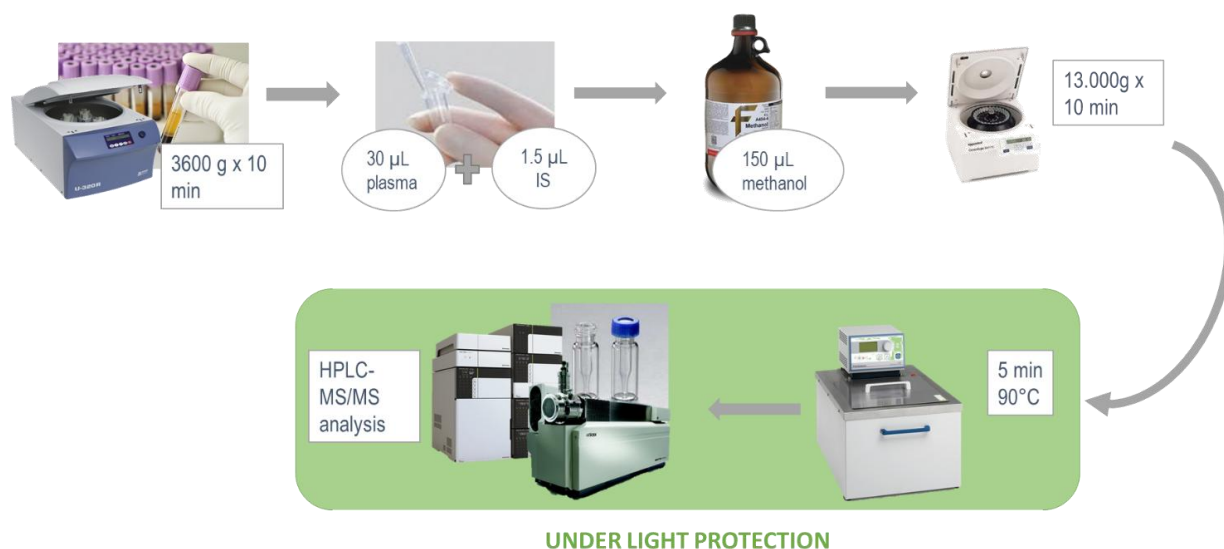 3600 g x 10
min
30 µL
plasma
1.5 µL
IS
Methanol
150 µL
methanol
13.000g x
10 min
HPLC-
MS/MS
analysis
5 min
90°C
UNDER LIGHT PROTECTION